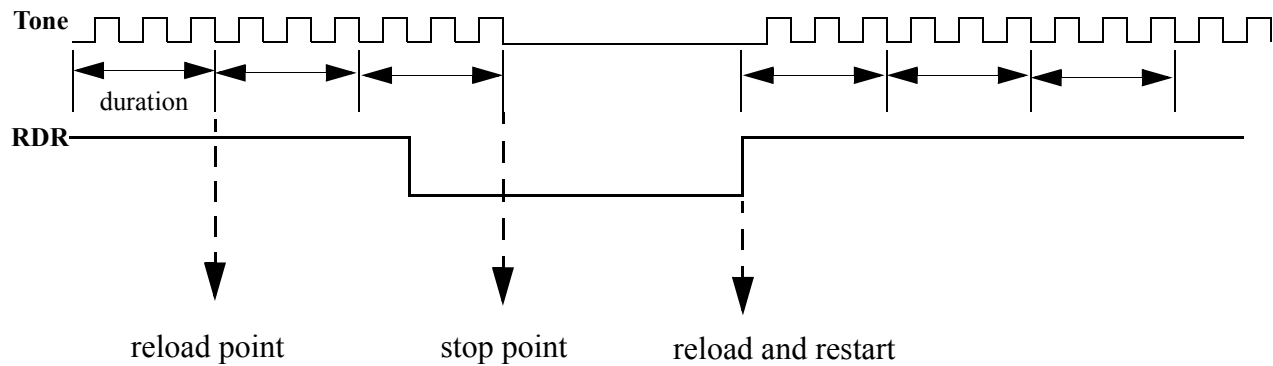 Tone
duration
RDR
reload point
stop point
reload and restart